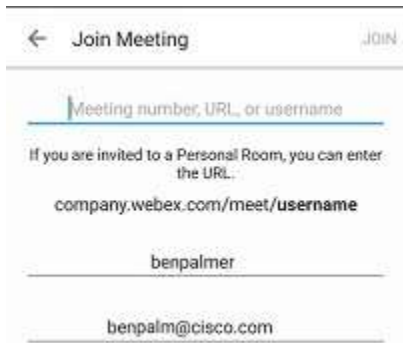 Join Meeting JOIN
Meeting number, URL, or username
If you are invited to a Personal Room, you can enter
the URL.
company.webex.com/meet/username
benpalmer
benpalm@cisco.com